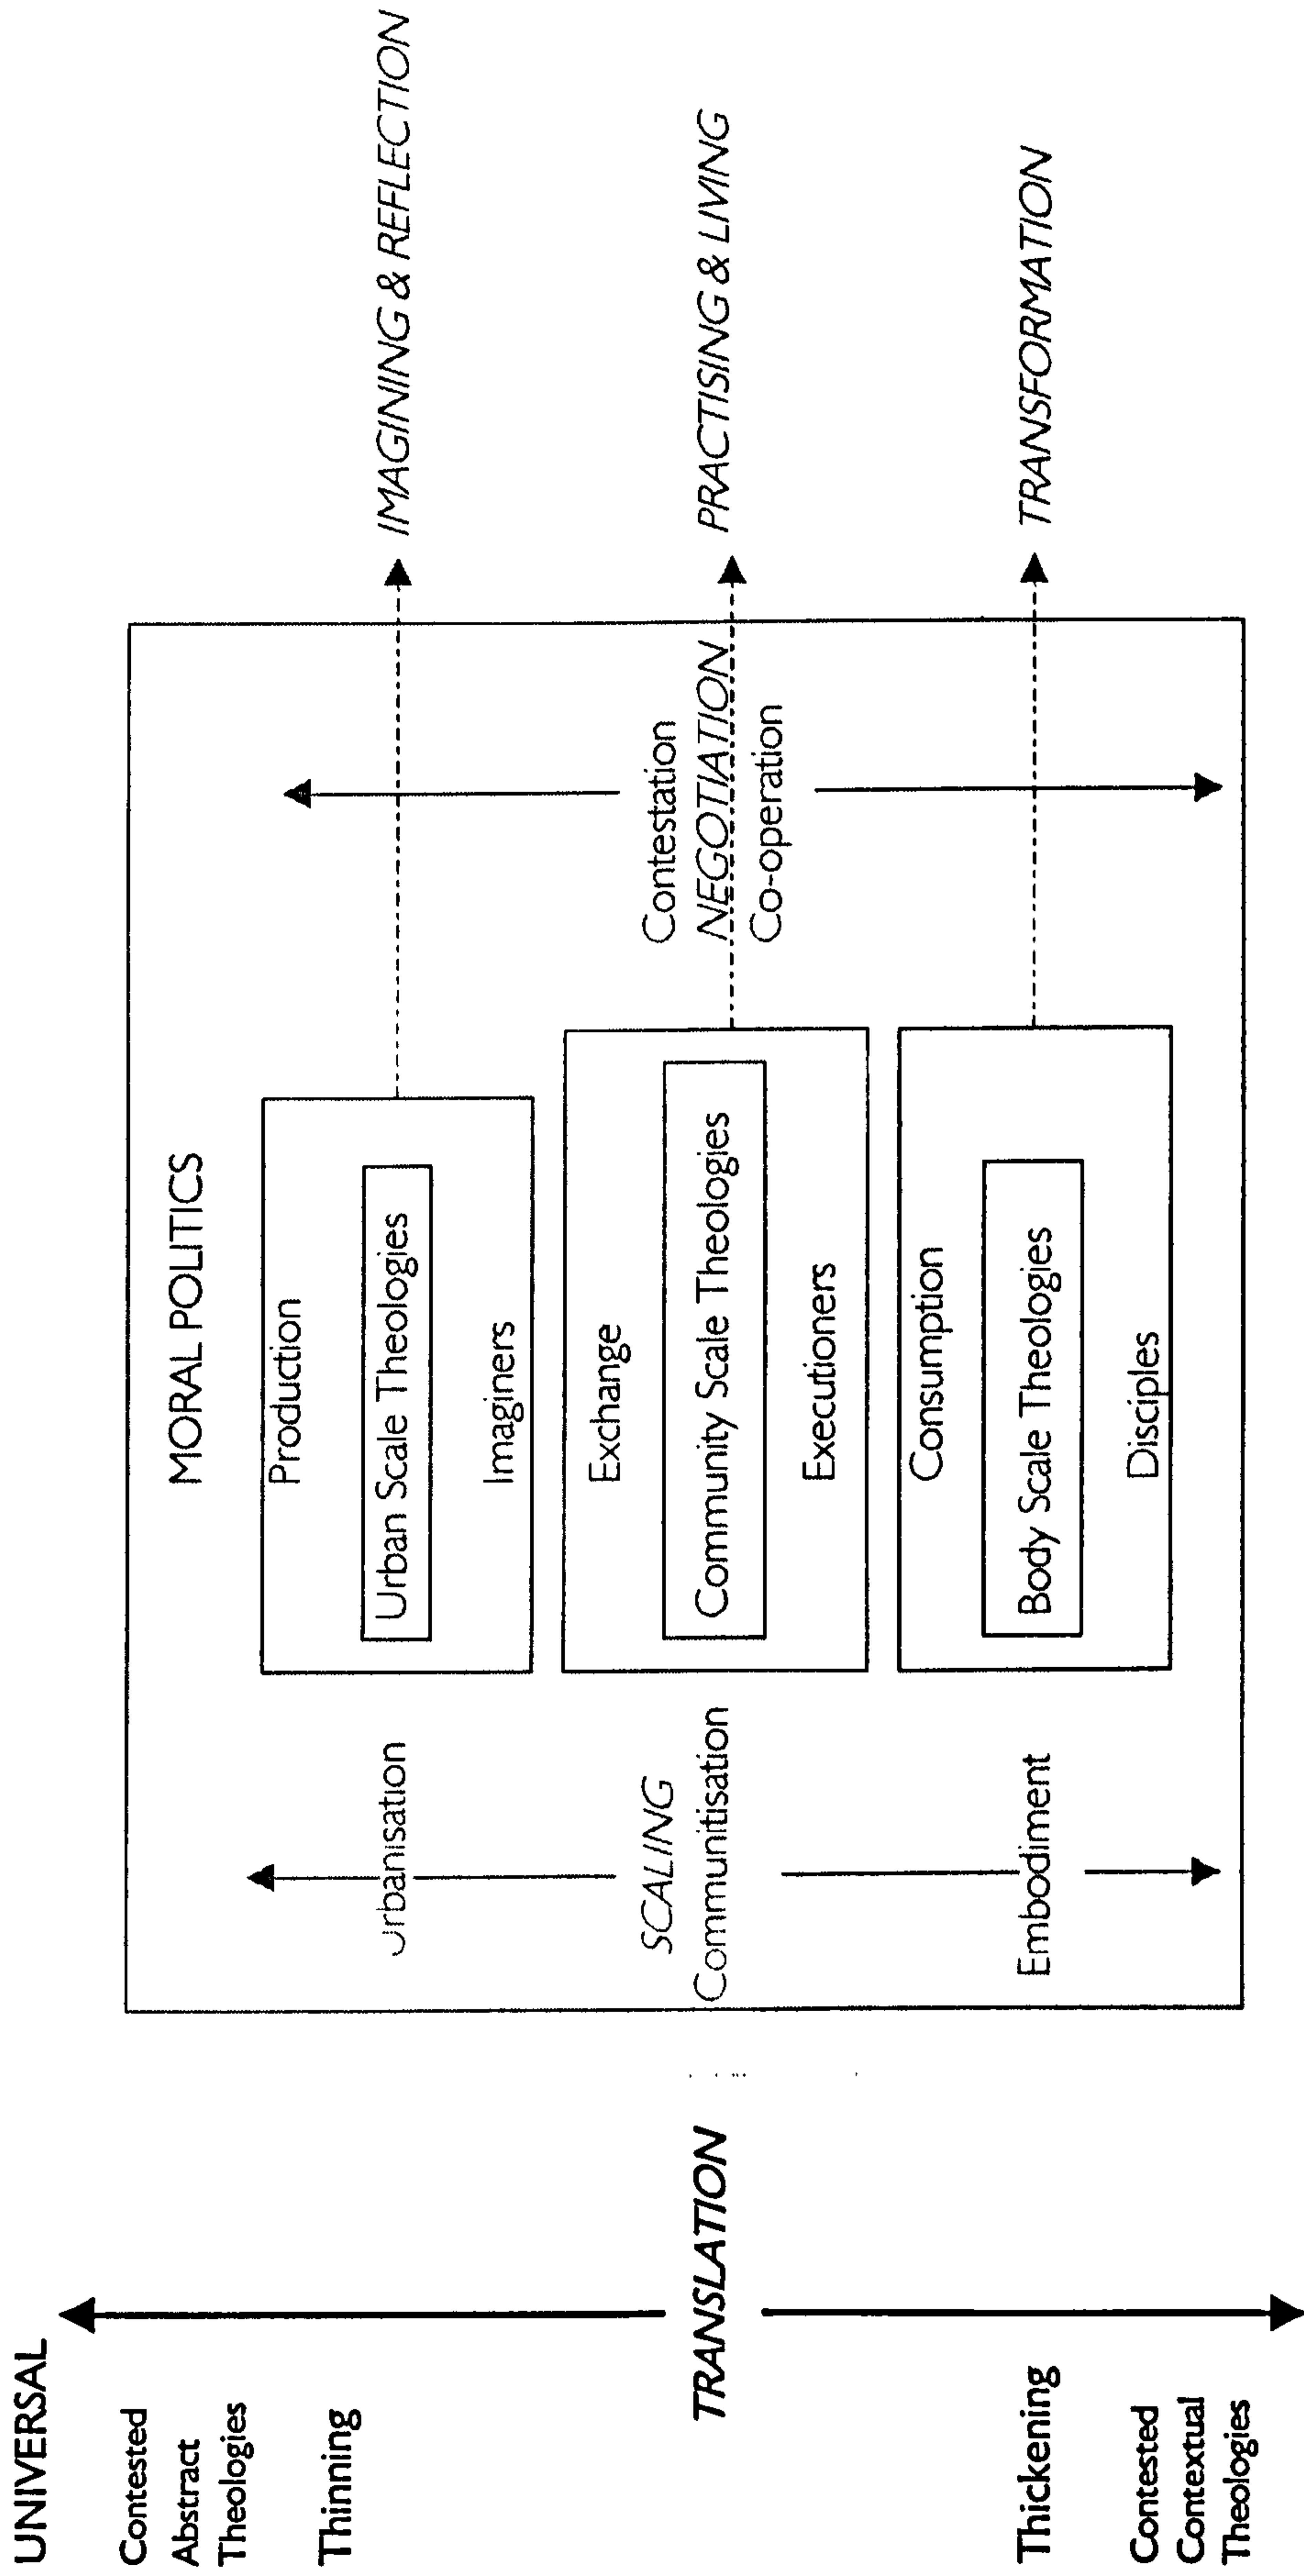 UNIVERSAL
Contested
Abstract
Theologies
Thinning
TRANSLATION
Thickening
Contested
Contextual
Theologies
MORAL POLITICS
Urbanisation
SCALING
Communitisation
Embodiment
Production
Urban Scale Theologies
Imaginers
Exchange
Community Scale Theologies
Executioners
Consumption
Body Scale Theologies
Disciples
Contestation
NEGOTIATION
Co-operation
IMAGINING & REFLECTION
PRACTISING & LIVING
TRANSFORMATION